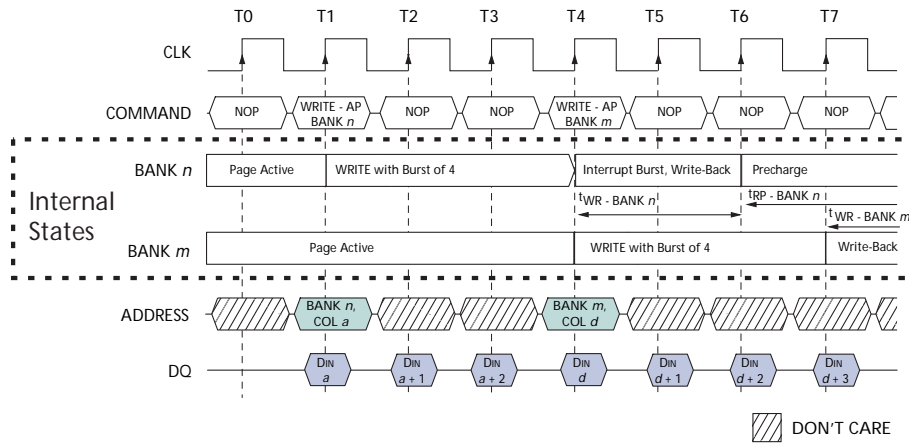 T0 T1 T2 T3 T4 T5 T6 T7
CLK
COMMAND NOP WRITE - AP BANK n NOP NOP WRITE - AP BANK m NOP NOP NOP
BANK n Page Active WRITE with Burst of 4 Interrupt Burst, Write-Back Precharge
Internal States
tWR - BANK n tRP - BANK n
tWR - BANK m
BANK m Page Active WRITE with Burst of 4 Write-Back
ADDRESS BANK n, COL a BANK m, COL d
DQ DIN a DIN a + 1 DIN a + 2 DIN d DIN d + 1 DIN d + 2 DIN d + 3
DON'T CARE